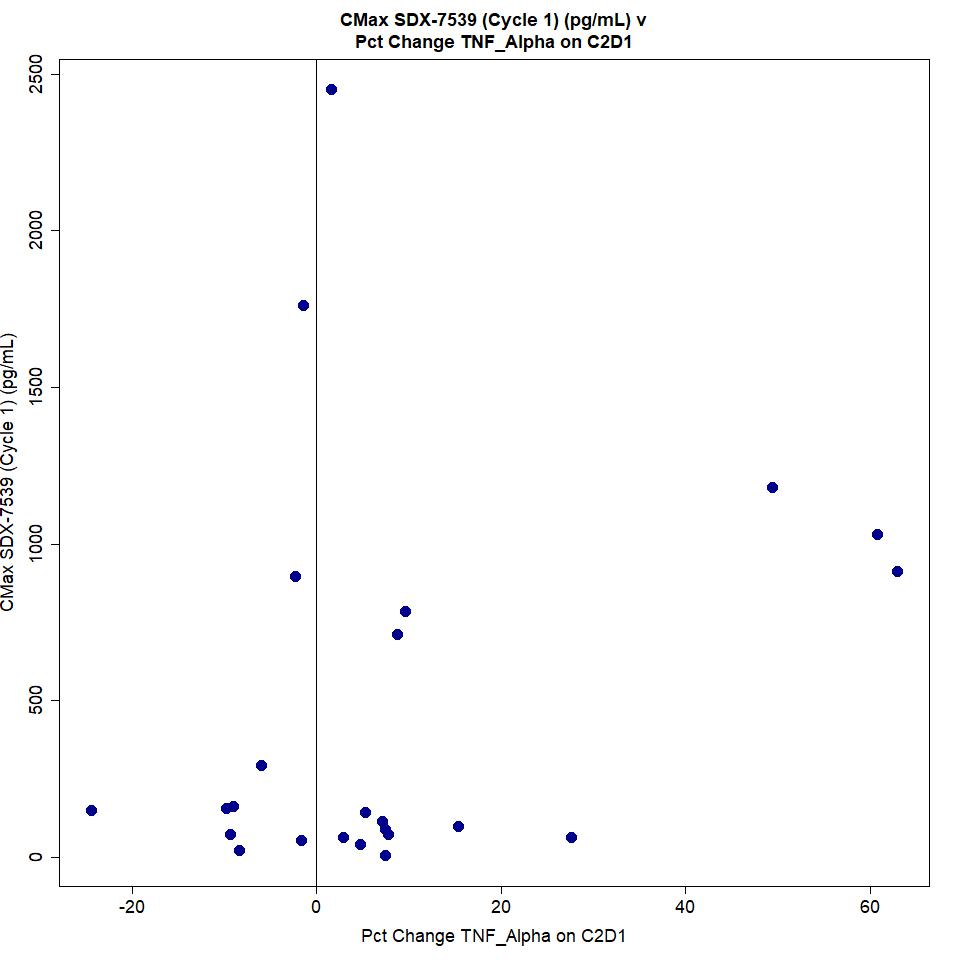 CMax SDX-7539 (Cycle 1) (pg/mL) v
Pct Change TNF_Alpha on C2D1
CMax SDX-7539 (Cycle 1) (pg/mL)
2500
2000
1500
1000
500
0
-20
0
20
40
60
Pct Change TNF_Alpha on C2D1